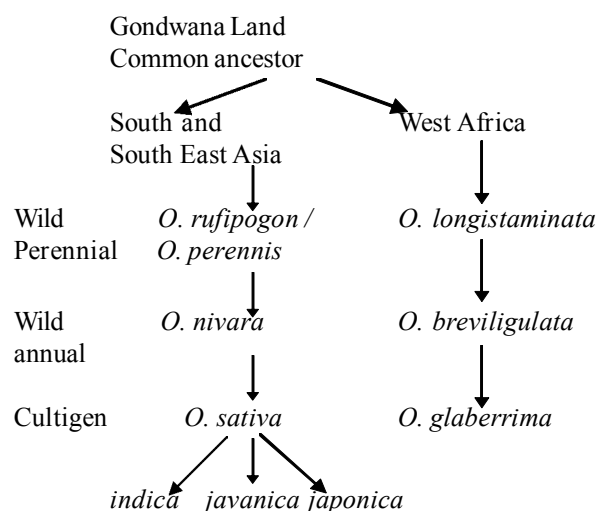 Gondwana Land
Common ancestor
South and
South East Asia
West Africa
Wild
Perennial
O. rufipogon /
O. perennis
O. longistaminata
Wild
annual
O. nivara
O. breviligulata
Cultigen
O. sativa
O. glaberrima
indica
javanica
japonica